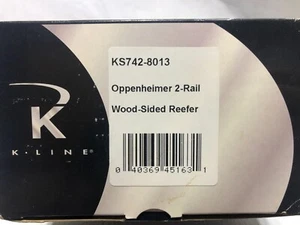 KS742-8013
Oppenheimer 2-Rail
Wood-Sided Reefer
K
K·LINE®
0 40369 45163 1